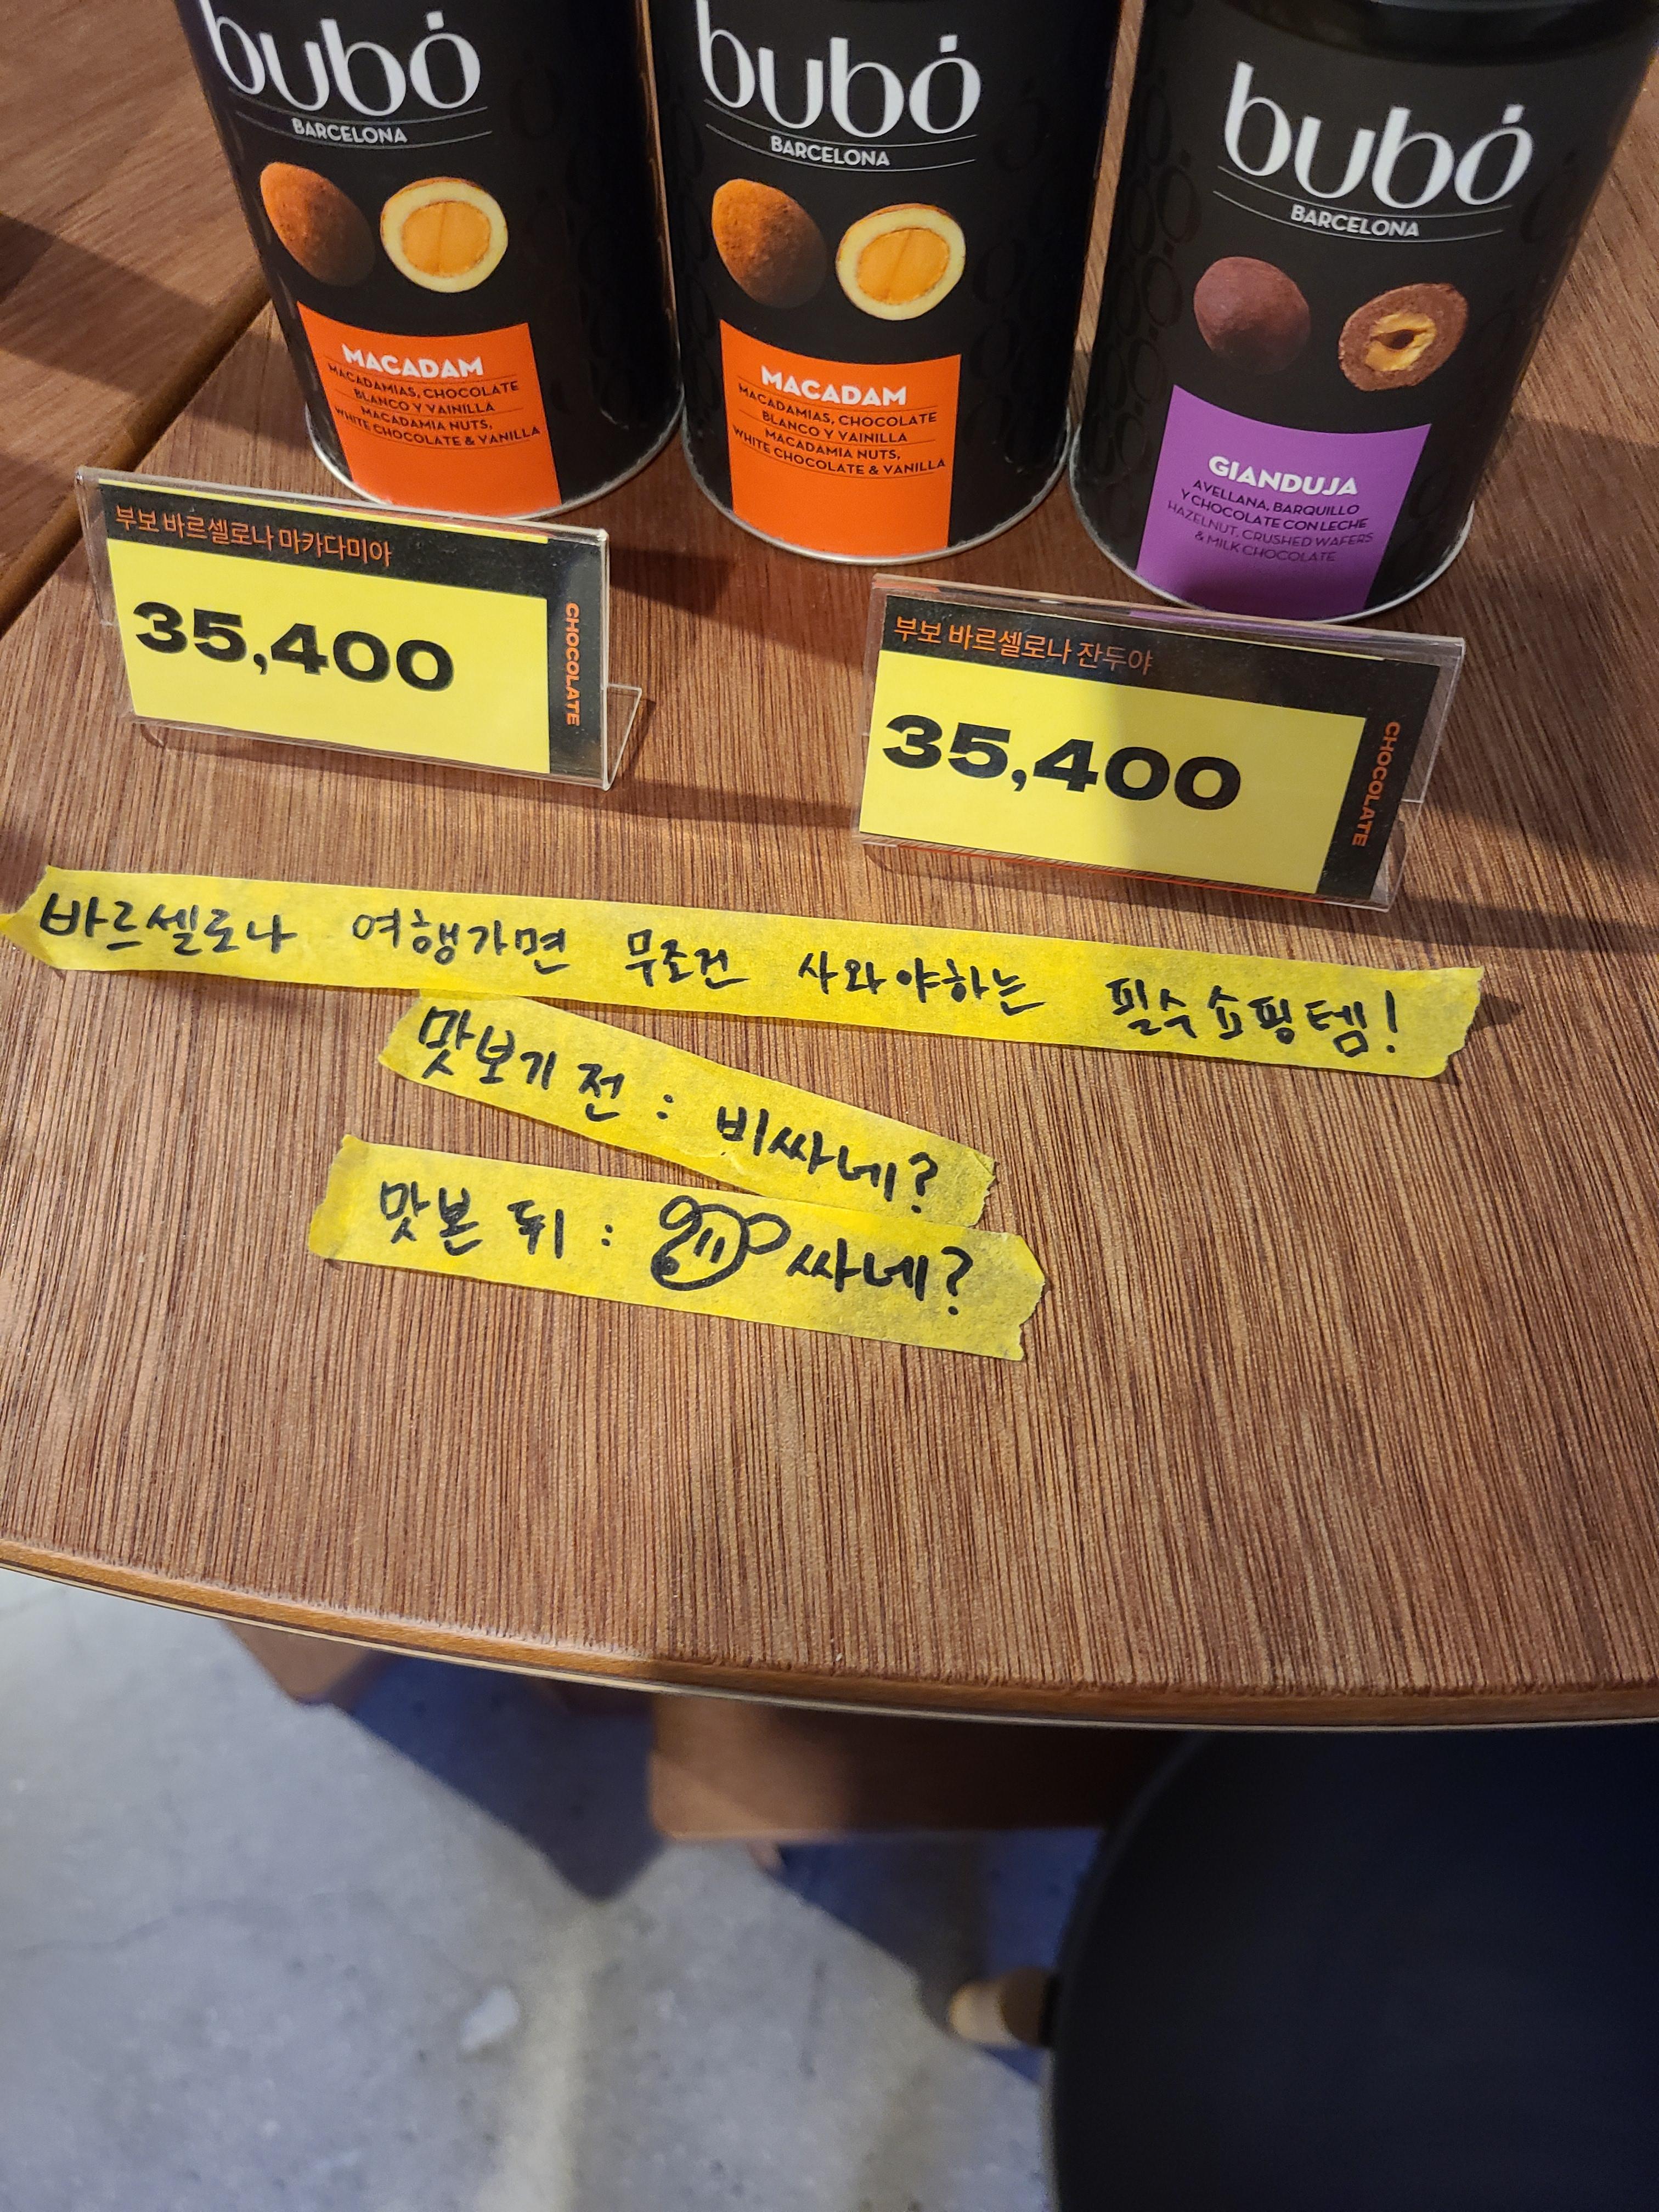 bubó
BARCELONA
MACADAM
MACADAMIAS, CHOCOLATE
BLANCO Y VAINILLA
MACADAMIA NUTS,
WHITE CHOCOLATE & VANILLA
bubó
BARCELONA
MACADAM
MACADAMIAS, CHOCOLATE
BLANCO Y VAINILLA
MACADAMIA NUTS,
WHITE CHOCOLATE & VANILLA
bubó
BARCELONA
GIANDUJA
AVELLANA, BARQUILLO
Y CHOCOLATE CON LECHE
HAZELNUT, CRUSHED WAFERS
& MILK CHOCOLATE
부보 바르셀로나 마카다미아
35,400
CHOCOLATE
부보 바르셀로나 잔두야
35,400
CHOCOLATE
바르셀로나 여행가면 무조건 사와야하는 필수쇼핑템!
맛보기 전 : 비싸네?
맛본 뒤 : 싸네?